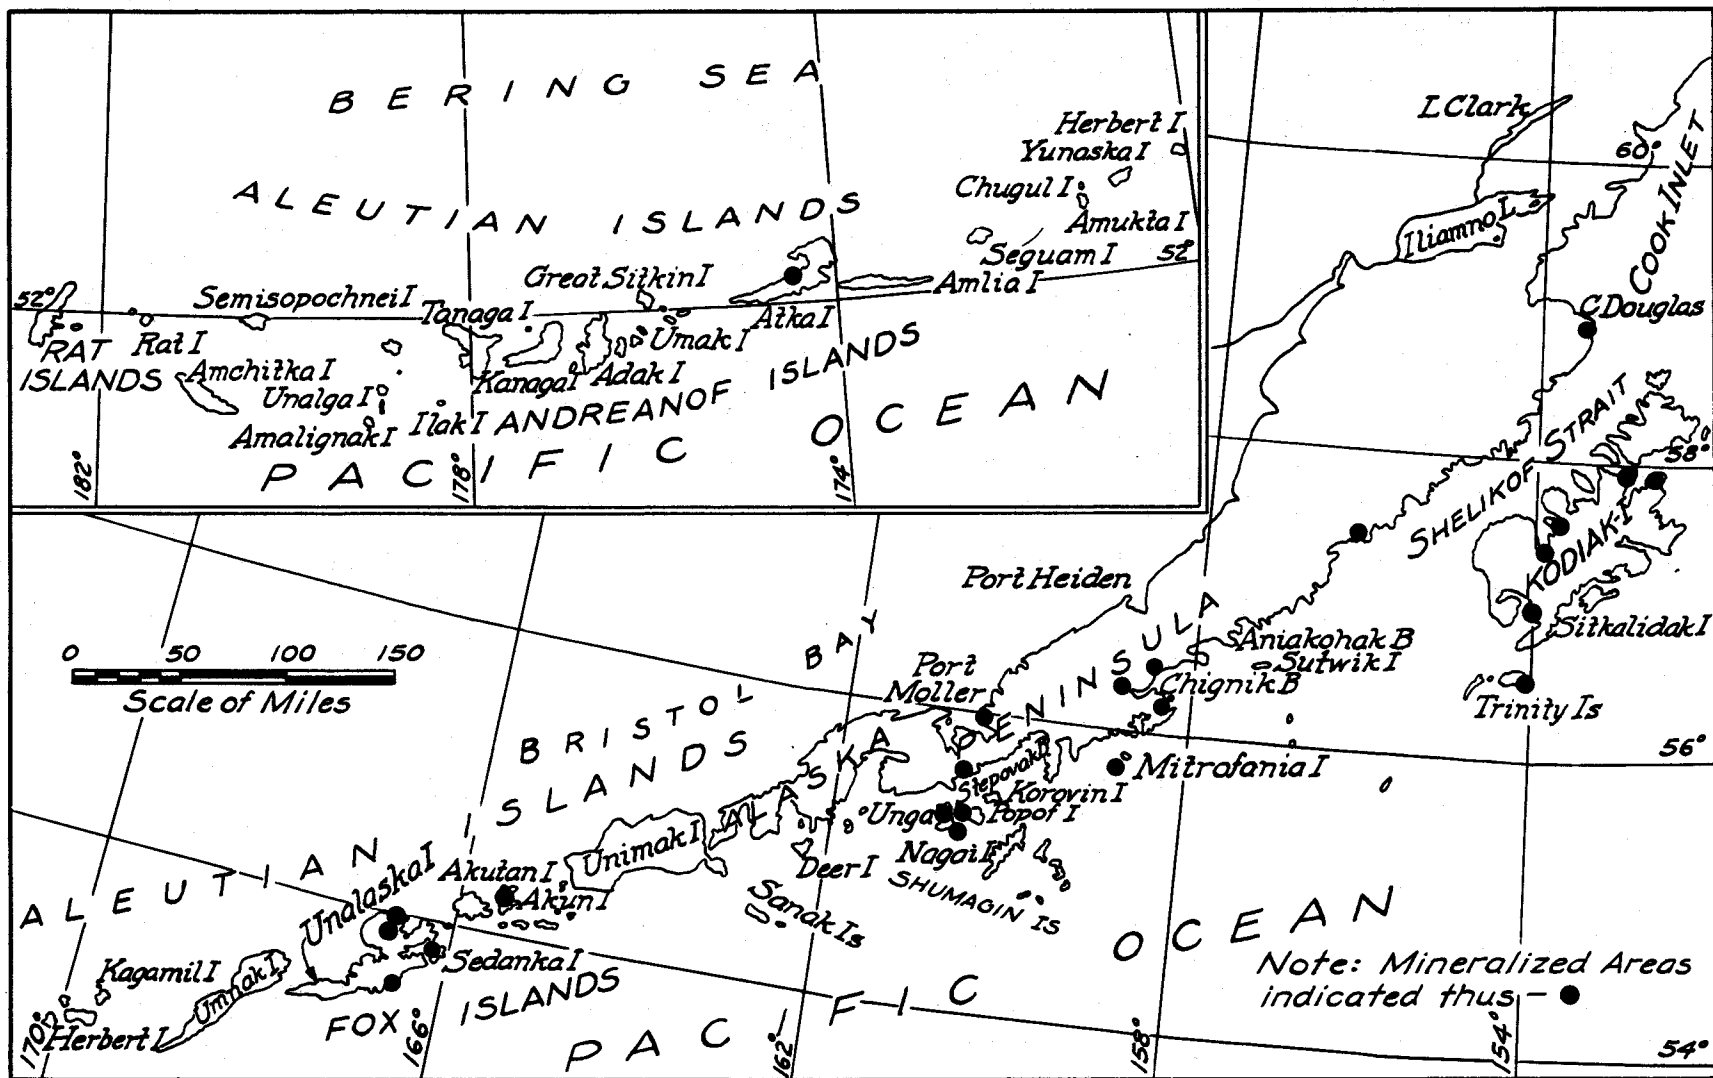 BERING SEA
ALEUTIAN ISLANDS
Herbert I
Yunaska I
Chugul I
Amukta I
Seguam I
52°
Amlia I
Great Sitkin I
Semisopochnoi I
Tanaga I
52°
Atka I
Umak I
Rat I
RAT
ISLANDS
Amchitka I
Kanaga I
Adak I
Unalga I
Ilak I
ANDREANOF ISLANDS
Amalignak I
PACIFIC OCEAN
182°
178°
174°
L Clark
60°
COOK INLET
Iliamno L
C Douglas
SHELIKOF STRAIT
58°
KODIAK-I
Sitkalidak I
Trinity Is
Port Heiden
BRISTOL BAY
0 50 100 150
Scale of Miles
Port
Moller
ALASKA PENINSULA
Aniakohak B
Sutwik I
Chignik B
56°
Mitrofania I
Stepovak B
Korovin I
Unga
Popof I
Nagai I
SHUMAGIN IS
Deer I
Sanak Is
Unimak I
ALEUTIAN ISLANDS
Akutan I
Akun I
Unalaska I
Sedanka I
Kagamil I
Umnak I
Herbert I
FOX ISLANDS
PACIFIC OCEAN
Note: Mineralized Areas
indicated thus -
170°
166°
162°
158°
154°
54°